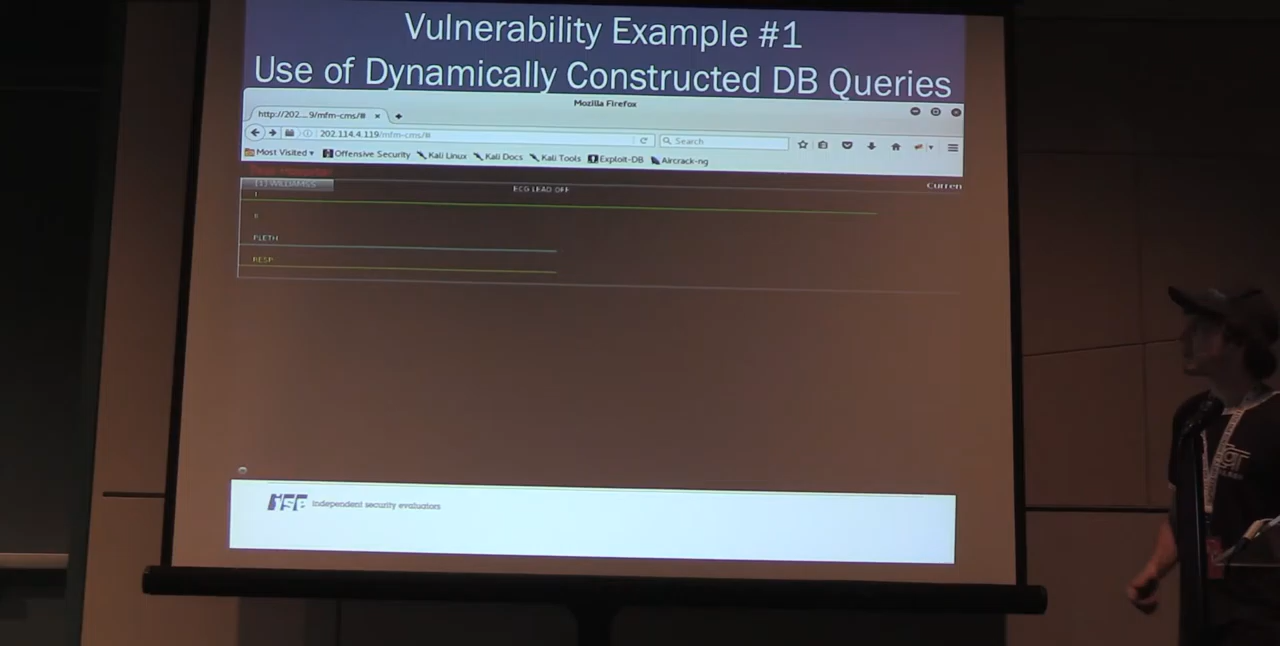 Vulnerability Example #1
Use of Dynamically Constructed DB Queries
Mozilla Firefox
http://202....9/mfm-cms/#
202.114.4.119/mfm-cms/#
Search
Most Visited
Offensive Security
Kali Linux
Kali Docs
Kali Tools
Exploit-DB
Aircrack-ng
ECG LEAD OFF
Curren
I
II
PLETH
RESP
ise independent security evaluators